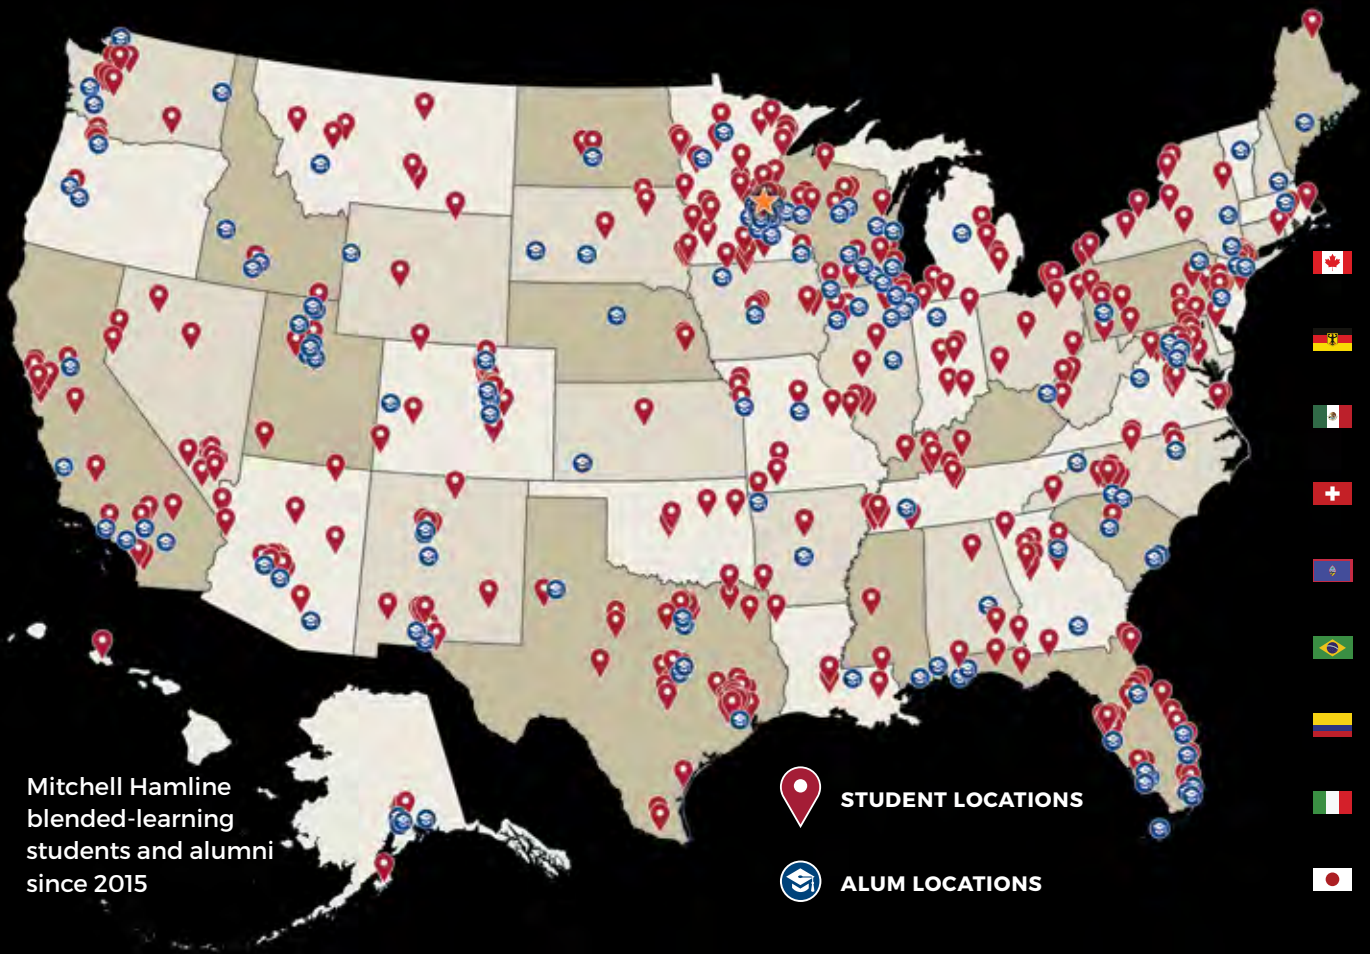 Mitchell Hamline
blended-learning
students and alumni
since 2015
STUDENT LOCATIONS
ALUM LOCATIONS